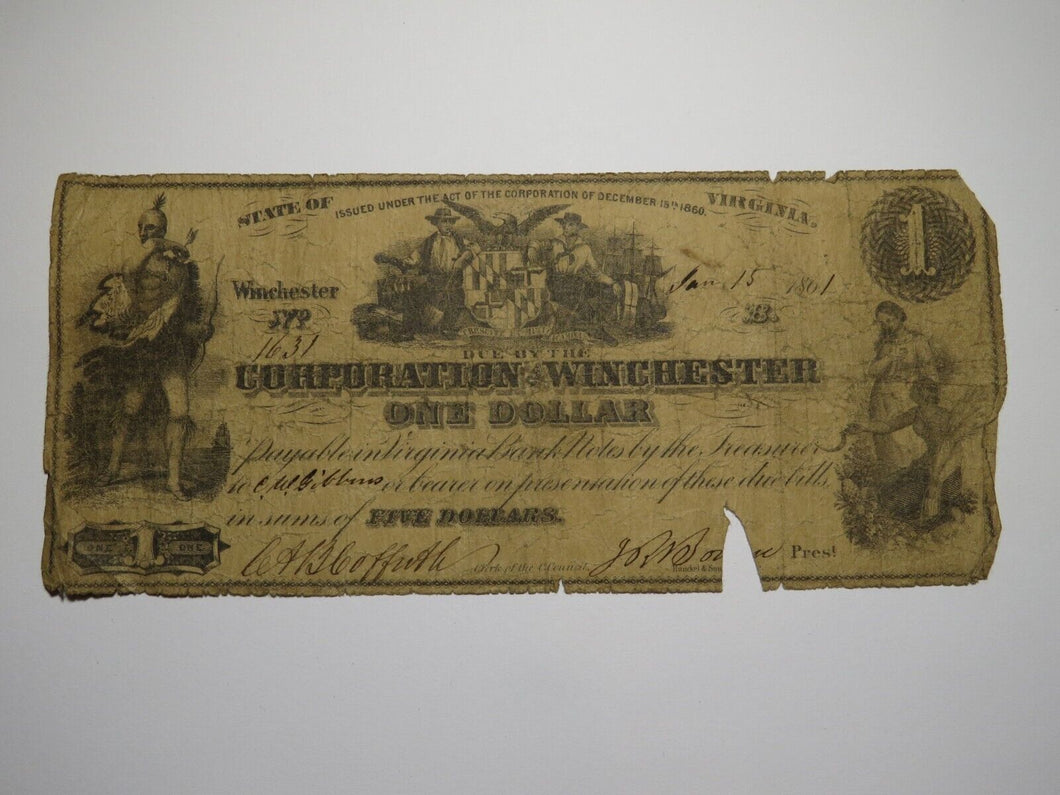 STATE OF ISSUED UNDER THE ACT OF THE CORPORATION OF DECEMBER 15TH 1860. VIRGINIA.
1
Winchester Jan 15 1861
No B.
1631
DUE BY THE
CORPORATION OF WINCHESTER
ONE DOLLAR
Payable in Virginia Bank Notes by the Treasurer
to C M Gibbens or bearer on presentation of these due bills,
in sums of FIVE DOLLARS.
ONE 1 ONE
Clerk of the C. Council. Pres!